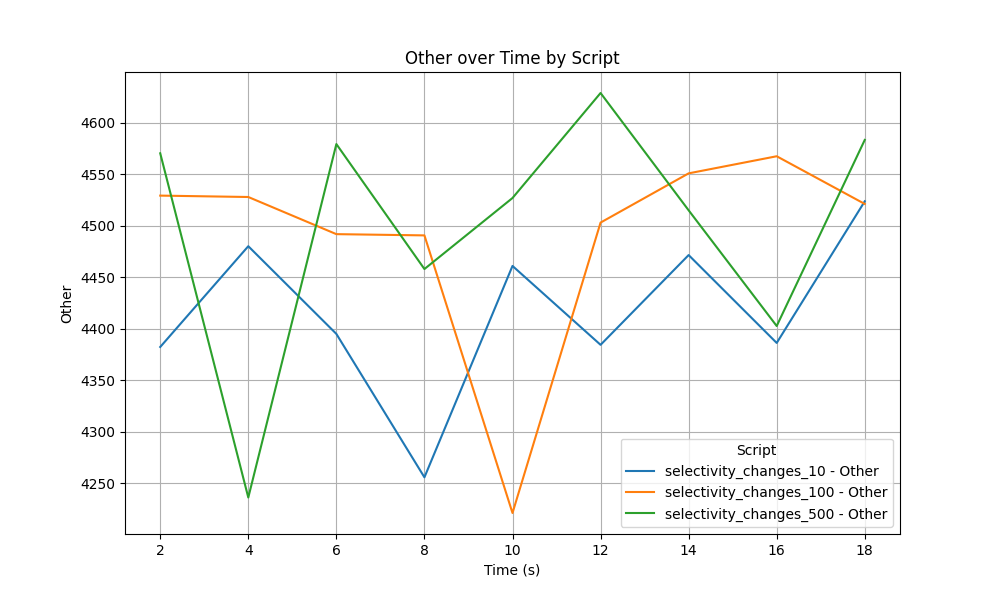 Other over Time by Script
Other
4600
4550
4500
4450
4400
4350
4300
4250
2 4 6 8 10 12 14 16 18
Time (s)
Script
selectivity_changes_10 - Other
selectivity_changes_100 - Other
selectivity_changes_500 - Other